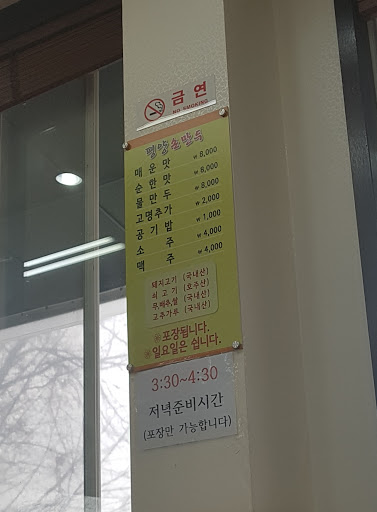 금연
NO SMOKING
평양손만두
매운맛 ₩ 8,000
순한맛 ₩ 8,000
물만두 ₩ 8,000
고명추가 ₩ 2,000
공기밥 ₩ 1,000
소주 ₩ 4,000
맥주 ₩ 4,000
돼지고기 (국내산)
쇠고기 (호주산)
무,배추,쌀 (국내산)
고추가루 (국내산)
※포장됩니다.
※일요일은 쉽니다.
3:30~4:30
저녁준비시간
(포장만 가능합니다)